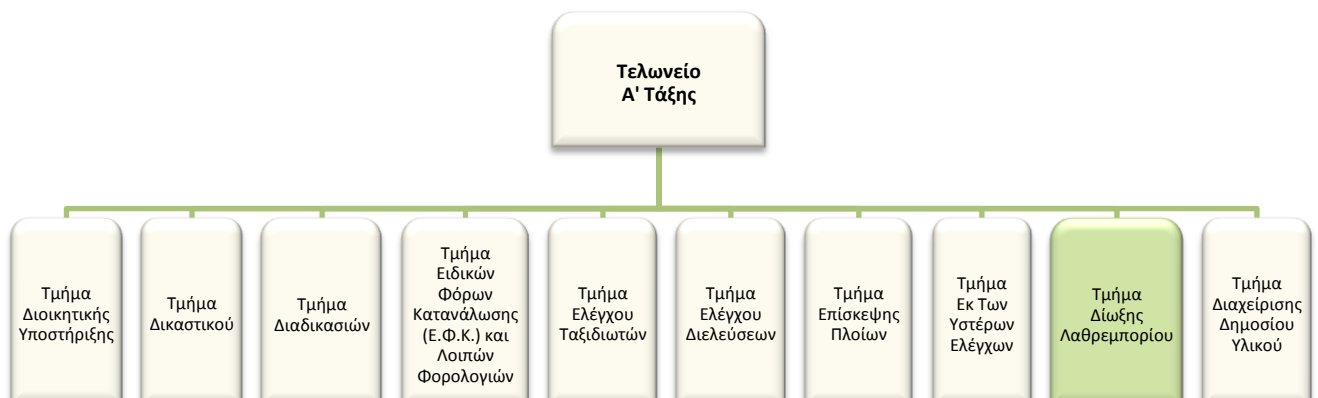 Τελωνείο
Α' Τάξης
Τμήμα
Διοικητικής
Υποστήριξης
Τμήμα
Δικαστικού
Τμήμα
Διαδικασιών
Τμήμα
Ειδικών
Φόρων
Κατανάλωσης
(Ε.Φ.Κ.) και
Λοιπών
Φορολογιών
Τμήμα
Ελέγχου
Ταξιδιωτών
Τμήμα
Ελέγχου
Διελεύσεων
Τμήμα
Επίσκεψης
Πλοίων
Τμήμα
Εκ Των
Υστέρων
Ελέγχων
Τμήμα
Δίωξης
Λαθρεμπορίου
Τμήμα
Διαχείρισης
Δημοσίου
Υλικού